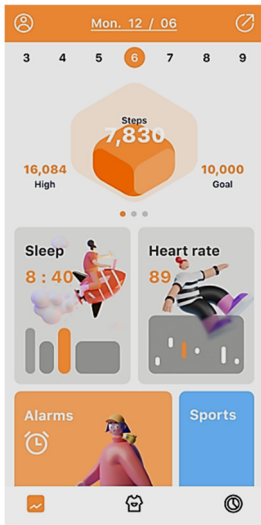 Mon. 12 / 06
3 4 5 6 7 8 9
Steps
7,830
16,084
High
10,000
Goal
Sleep
8 : 40
Heart rate
89
Alarms
Sports